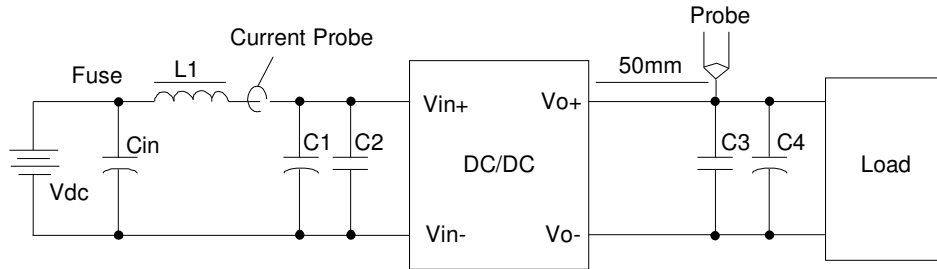 Probe
Current Probe
Fuse
L1
50mm
Vin+
Vo+
Cin
C1
C2
DC/DC
C3
C4
Load
Vdc
Vin-
Vo-